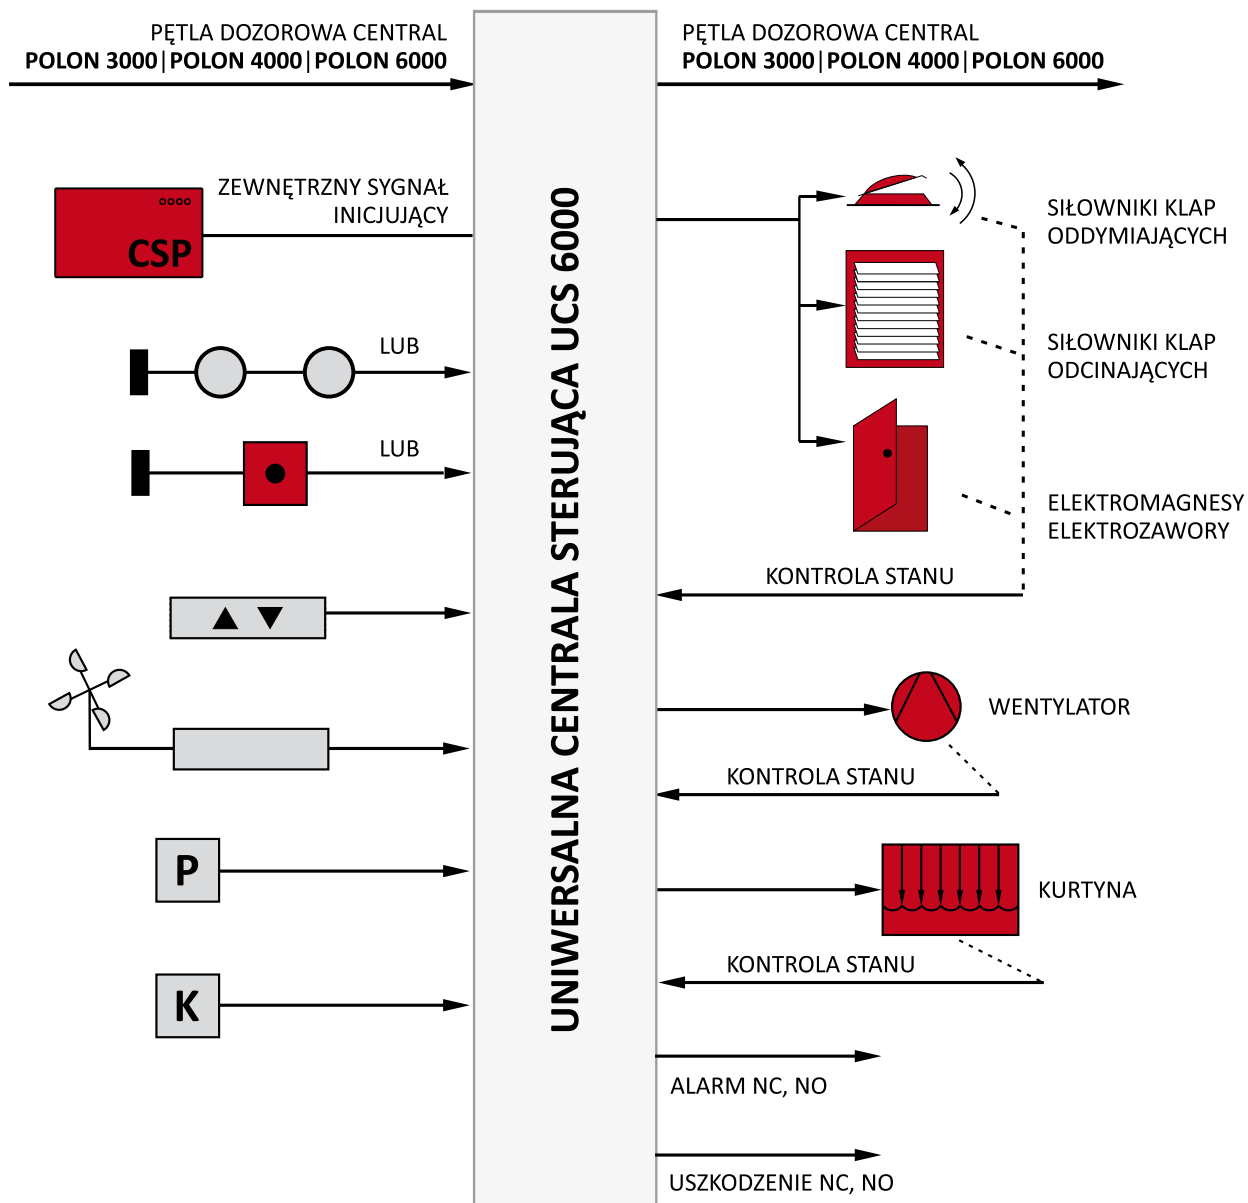 PĘTLA DOZOROWA CENTRAL
POLON 3000|POLON 4000|POLON 6000
PĘTLA DOZOROWA CENTRAL
POLON 3000|POLON 4000|POLON 6000
ZEWNĘTRZNY SYGNAŁ
INICJUJĄCY
CSP
LUB
LUB
P
K
UNIWERSALNA CENTRALA STERUJĄCA UCS 6000
SIŁOWNIKI KLAP
ODDYMIAJĄCYCH
SIŁOWNIKI KLAP
ODCINAJĄCYCH
ELEKTROMAGNESY
ELEKTROZAWORY
KONTROLA STANU
WENTYLATOR
KONTROLA STANU
KURTYNA
KONTROLA STANU
ALARM NC, NO
USZKODZENIE NC, NO